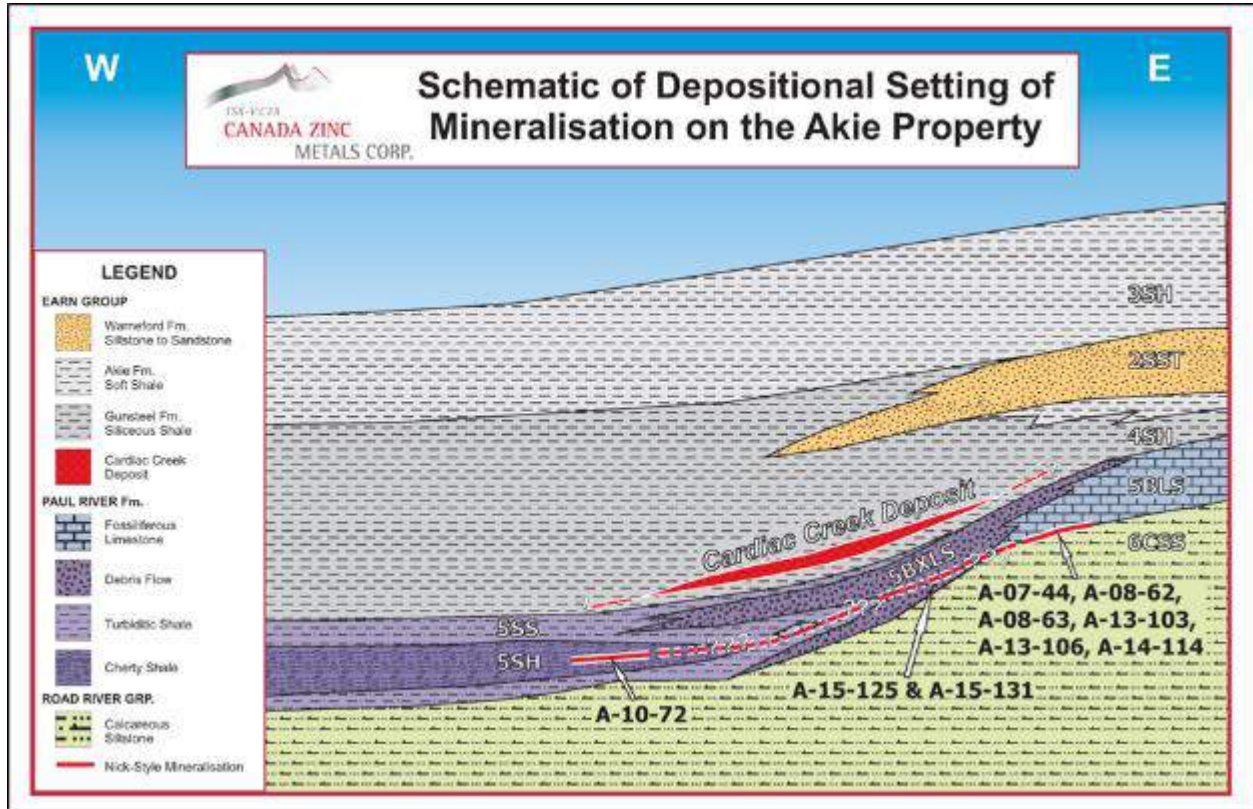 W
E
TSX-V:CZX
CANADA ZINC
METALS CORP.
Schematic of Depositional Setting of
Mineralisation on the Akie Property
LEGEND
EARN GROUP
Warneford Fm.
Siltstone to Sandstone
Akie Fm.
Soft Shale
Gunsteel Fm.
Siliceous Shale
Cardiac Creek
Deposit
PAUL RIVER Fm.
Fossiliferous
Limestone
Debris Flow
Turbiditic Shale
Cherty Shale
ROAD RIVER GRP.
Calcareous
Siltstone
Nick-Style Mineralisation
3SH
2SST
4SH
5BLS
6CSS
Cardiac Creek Deposit
5BXLS
5SS
5SH
???
??
A-07-44, A-08-62,
A-08-63, A-13-103,
A-13-106, A-14-114
A-15-125 & A-15-131
A-10-72